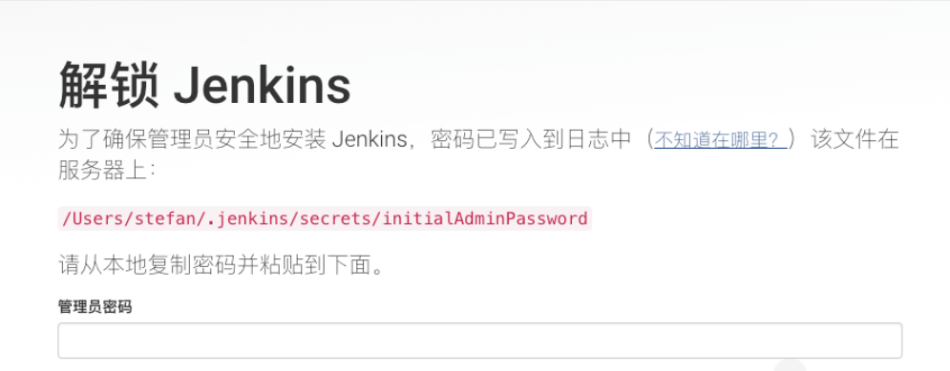 解锁 Jenkins
为了确保管理员安全地安装 Jenkins，密码已写入到日志中（不知道在哪里？）该文件在
服务器上：
/Users/stefan/.jenkins/secrets/initialAdminPassword
请从本地复制密码并粘贴到下面。
管理员密码